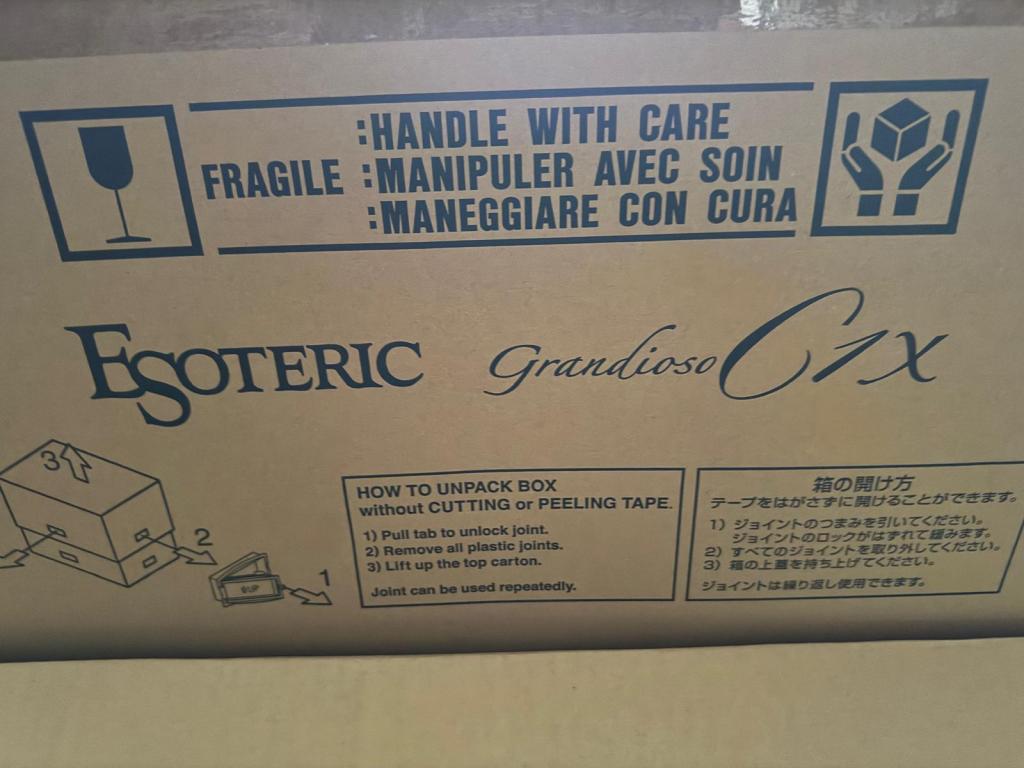 FRAGILE
:HANDLE WITH CARE
:MANIPULER AVEC SOIN
:MANEGGIARE CON CURA
ESOTERIC
Grandioso C1X
3
2
1
HOW TO UNPACK BOX
without CUTTING or PEELING TAPE.
1) Pull tab to unlock joint.
2) Remove all plastic joints.
3) Lift up the top carton.
Joint can be used repeatedly.
箱の開け方
テープをはがさずに開けることができます。
1) ジョイントのつまみを引いてください。
ジョイントのロックがはずれて緩みます。
2) すべてのジョイントを取り外してください。
3) 箱の上蓋を持ち上げてください。
ジョイントは繰り返し使用できます。